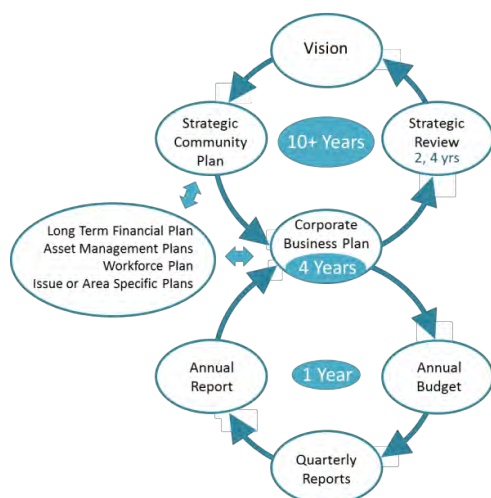 Vision
Strategic
Community
Plan
10+ Years
Strategic
Review
2, 4 yrs
Long Term Financial Plan
Asset Management Plans
Workforce Plan
Issue or Area Specific Plans
Corporate
Business Plan
4 Years
Annual
Report
1 Year
Annual
Budget
Quarterly
Reports